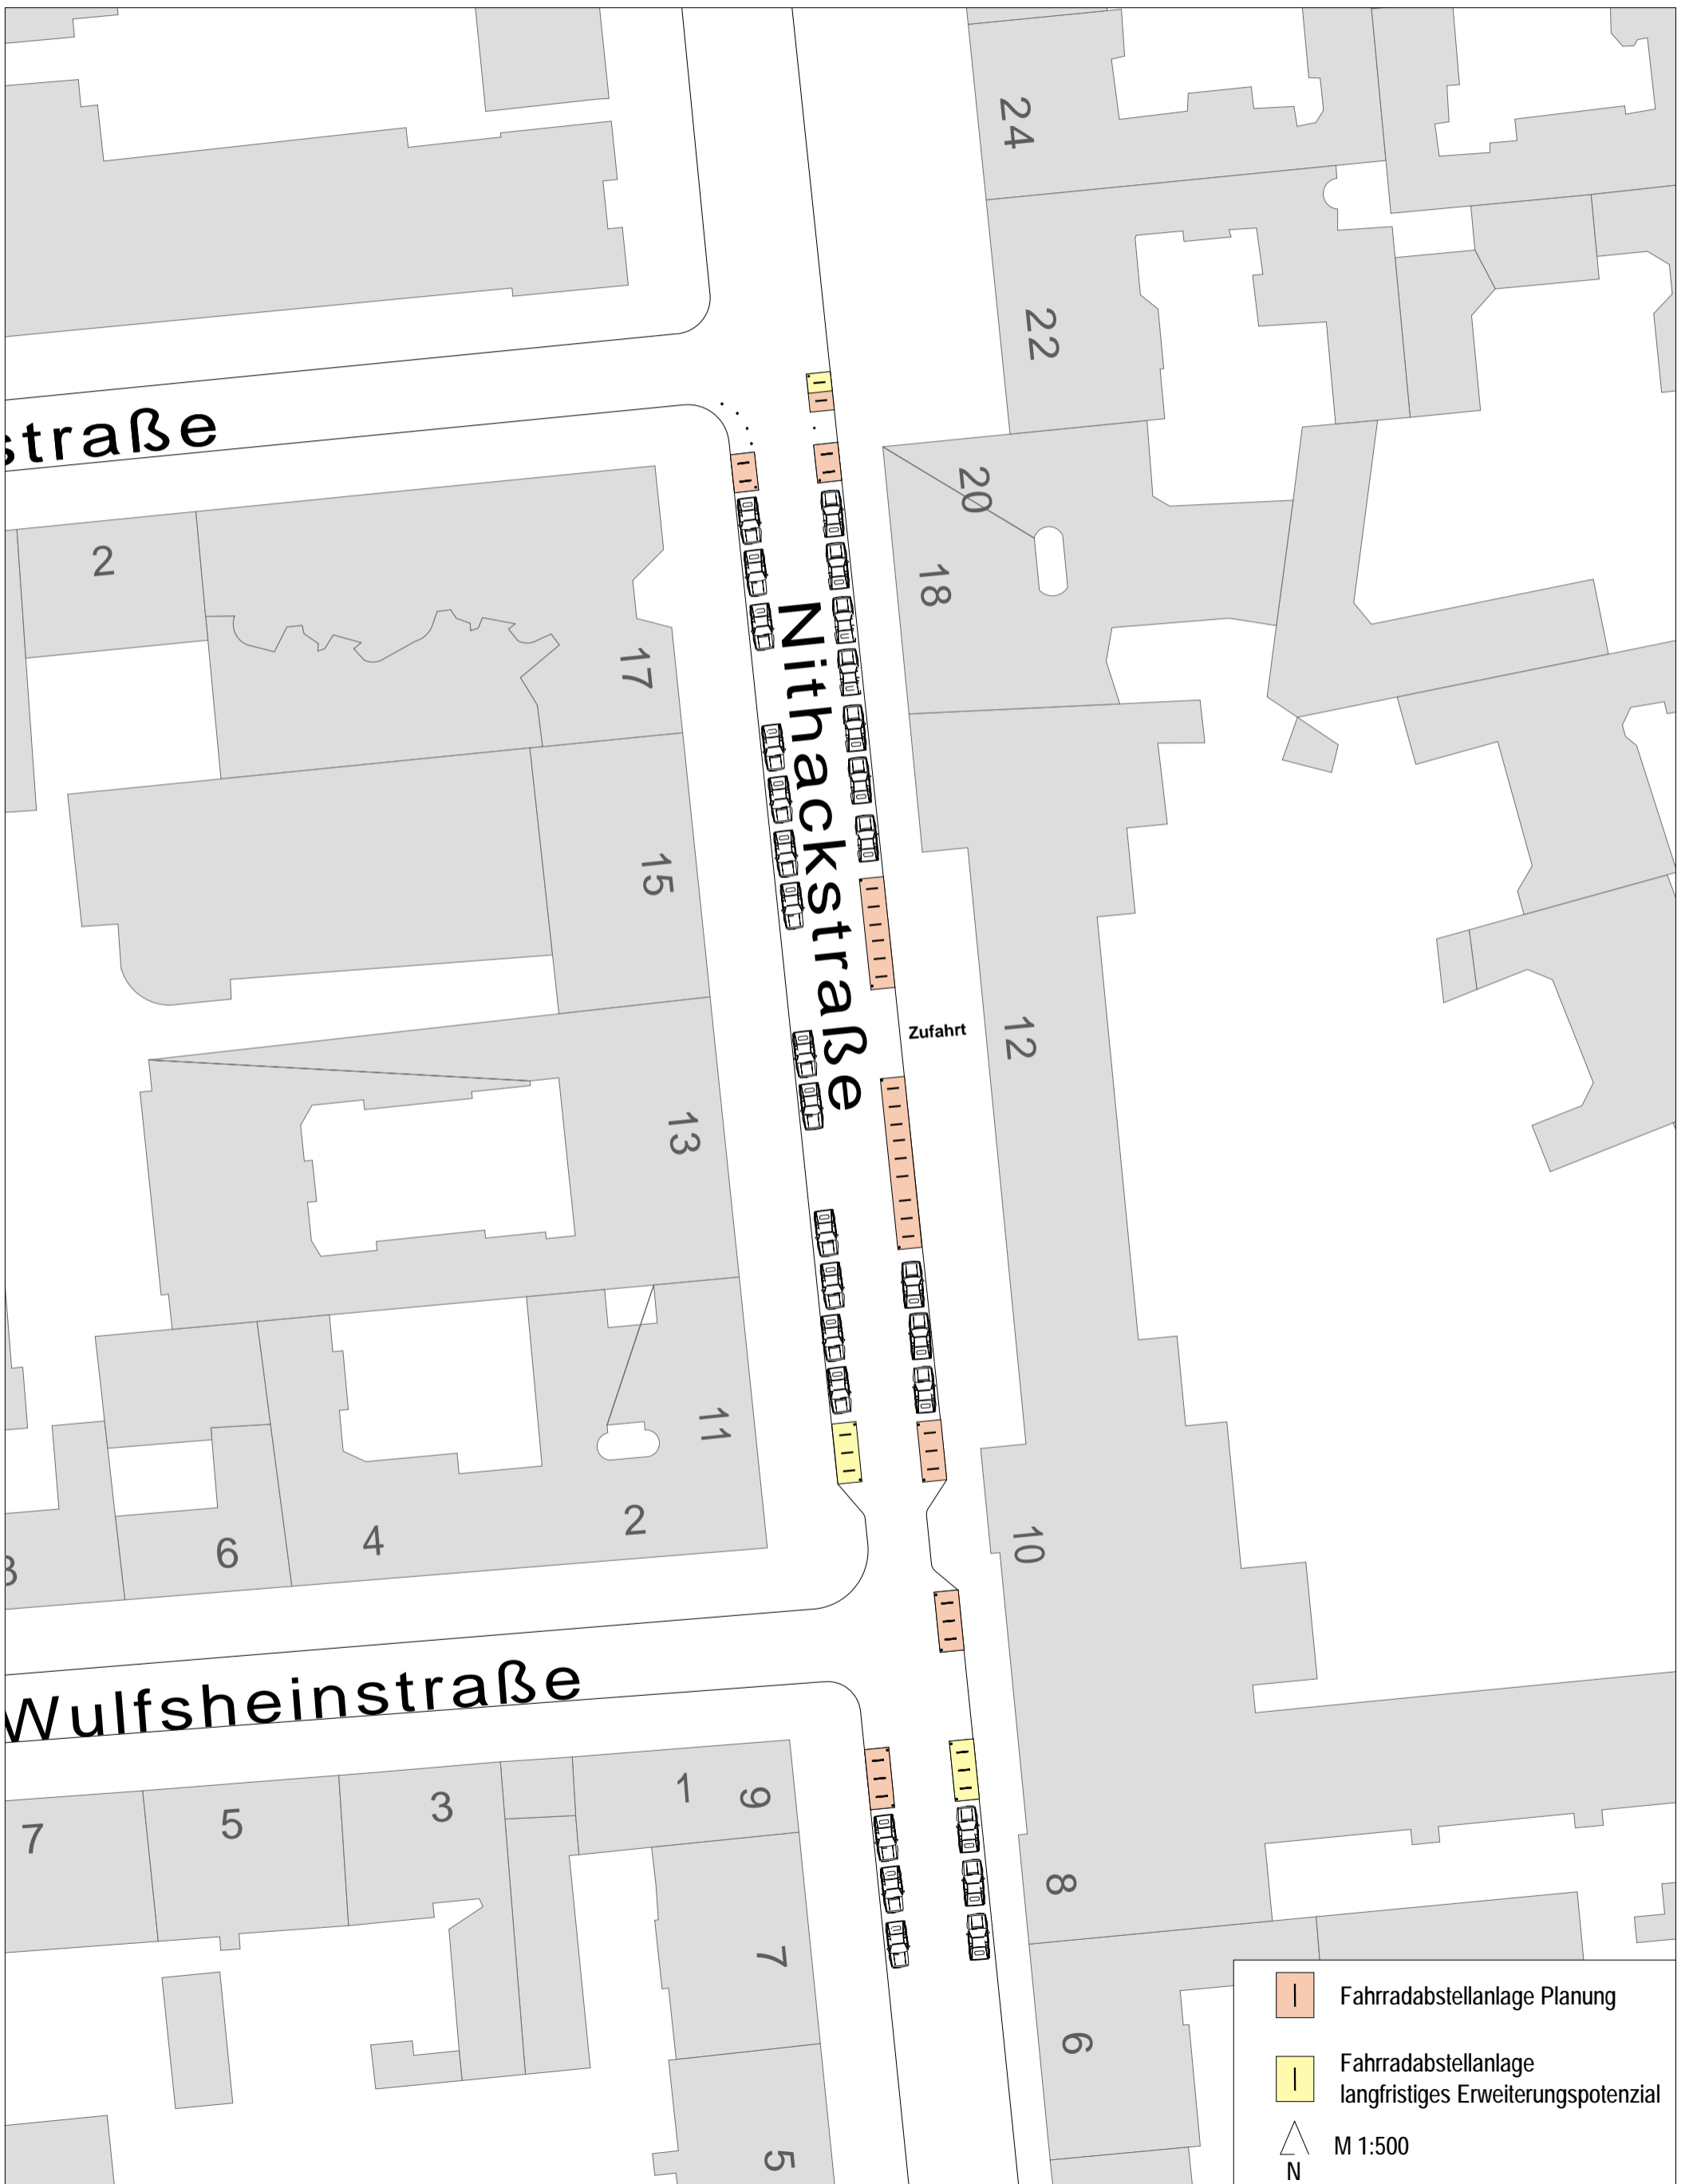 24
22
straße
20
2
18
17
Nithackstraße
15
Zufahrt
12
13
11
2
4
6
10
Wulfsheinstraße
1
9
3
5
7
8
7
6
5
Fahrradabstellanlage Planung
Fahrradabstellanlage
langfristiges Erweiterungspotenzial
M 1:500
N